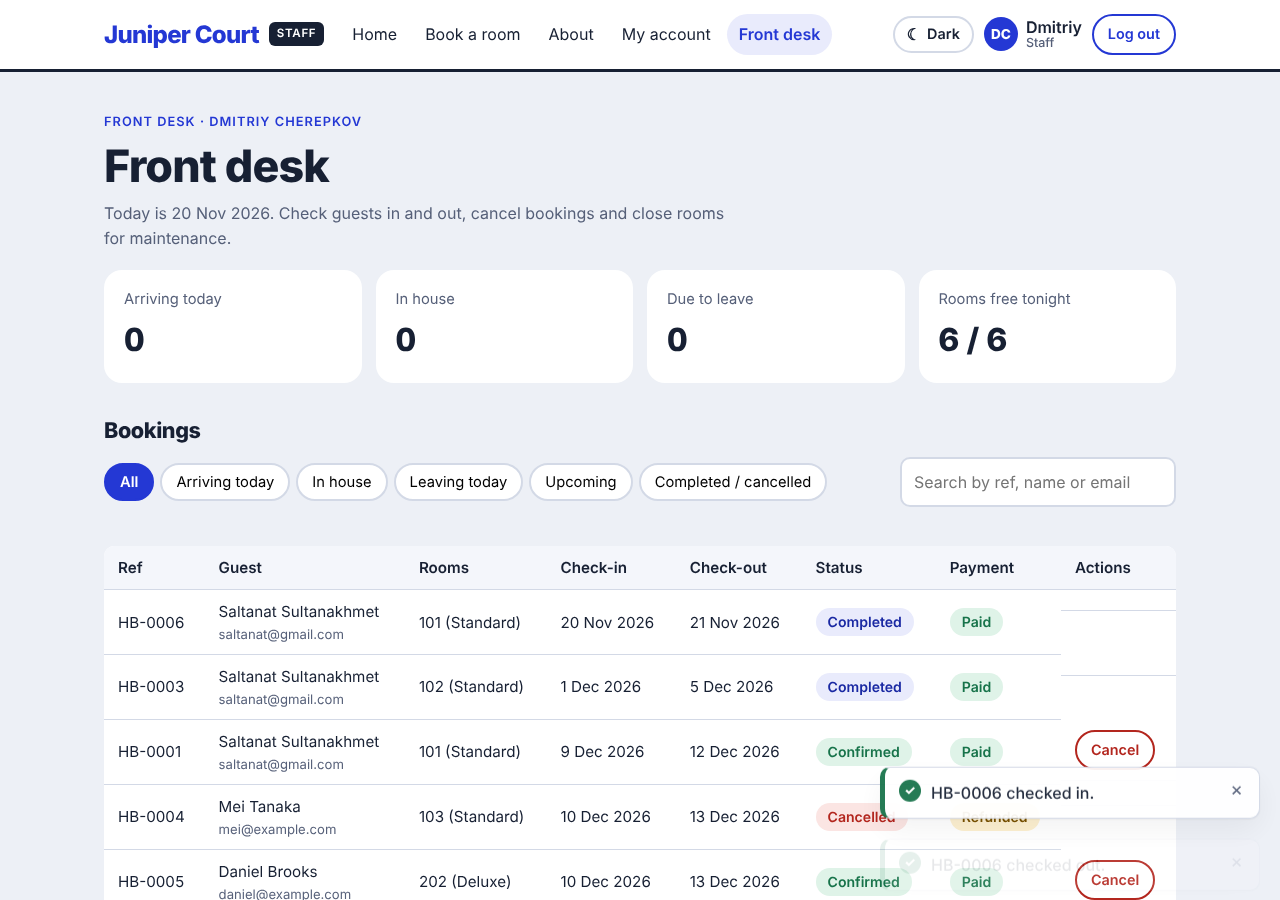 Juniper Court STAFF Home Book a room About My account Front desk ☾ Dark DC Dmitriy Log out
Staff
FRONT DESK · DMITRIY CHEREPKOV
Front desk
Today is 20 Nov 2026. Check guests in and out, cancel bookings and close rooms
for maintenance.
Arriving today In house Due to leave Rooms free tonight
0 0 0 6 / 6
Bookings
All Arriving today In house Leaving today Upcoming Completed / cancelled Search by ref, name or email
Ref Guest Rooms Check-in Check-out Status Payment Actions
HB-0006 Saltanat Sultanakhmet 101 (Standard) 20 Nov 2026 21 Nov 2026 Completed Paid
saltanat@gmail.com
HB-0003 Saltanat Sultanakhmet 102 (Standard) 1 Dec 2026 5 Dec 2026 Completed Paid
saltanat@gmail.com
HB-0001 Saltanat Sultanakhmet 101 (Standard) 9 Dec 2026 12 Dec 2026 Confirmed Paid Cancel
saltanat@gmail.com
HB-0006 checked in. ×
HB-0004 Mei Tanaka 103 (Standard) 10 Dec 2026 13 Dec 2026 Cancelled Refunded
mei@example.com
HB-0006 checked out. ×
HB-0005 Daniel Brooks 202 (Deluxe) 10 Dec 2026 13 Dec 2026 Confirmed Paid Cancel
daniel@example.com